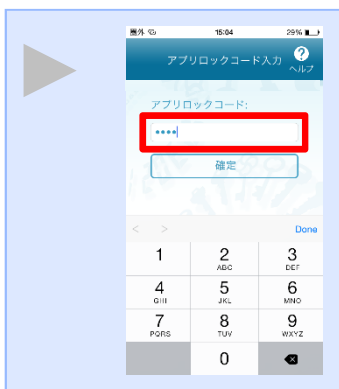 圏外 15:04 29%
アプリロックコード入力 ?
ヘルプ
アプリロックコード:
••••
確定
< > Done
1 2 3
ABC DEF
4 5 6
GHI JKL MNO
7 8 9
PQRS TUV WXYZ
0